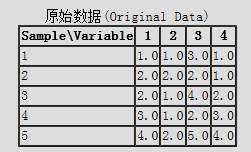 原始数据(Original Data)
Sample\Variable 1 2 3 4
1 1.0 1.0 3.0 1.0
2 2.0 2.0 2.0 1.0
3 2.0 1.0 4.0 2.0
4 3.0 1.0 2.0 3.0
5 4.0 2.0 5.0 4.0